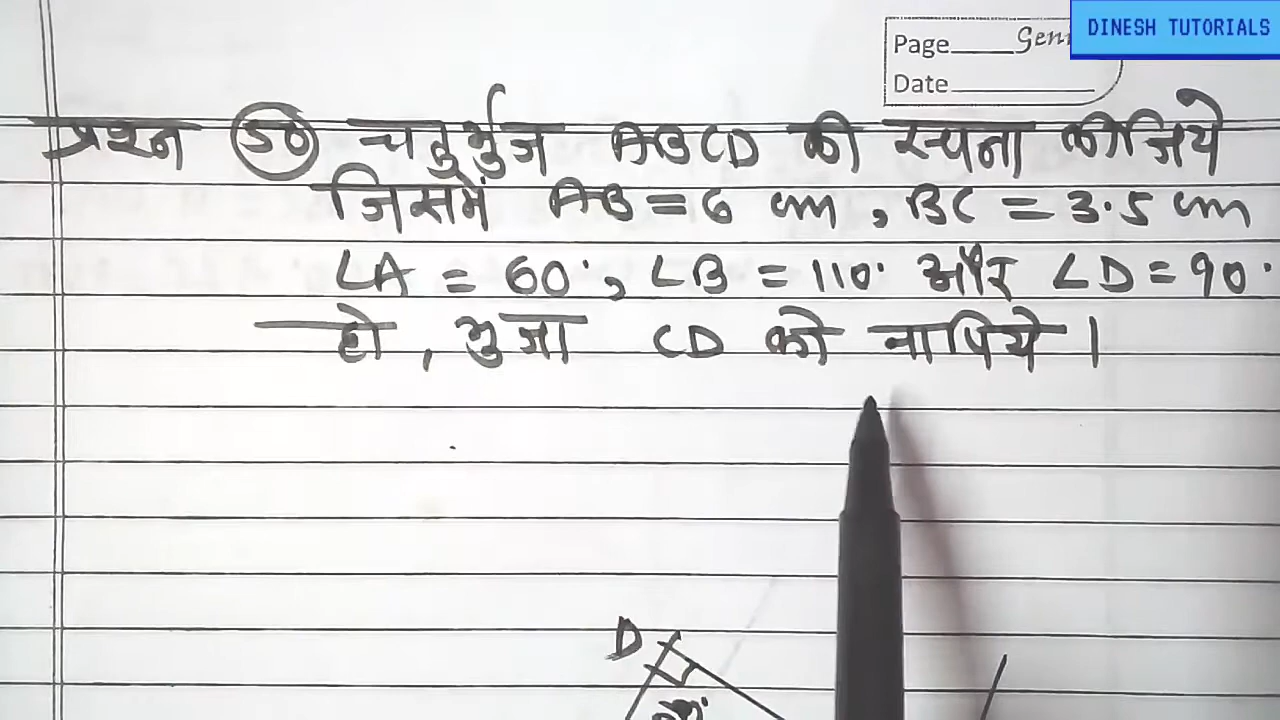 DINESH TUTORIALS
Page
Date
प्रश्न 50 चतुर्भुज ABCD की रचना कीजिये
जिसमें AB = 6 cm, BC = 3.5 cm
∠A = 60°, ∠B = 110° और ∠D = 90°
हो, भुजा CD को नापिये।
D